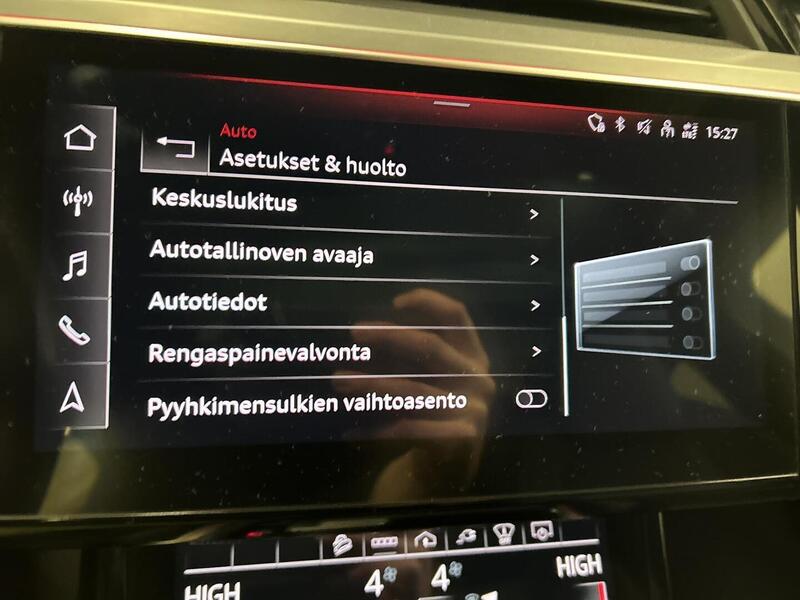 Auto
Asetukset & huolto
15:27
Keskuslukitus
Autotallinoven avaaja
Autotiedot
Rengaspainevalvonta
Pyyhkimensulkien vaihtoasento
HIGH 4 4 HIGH